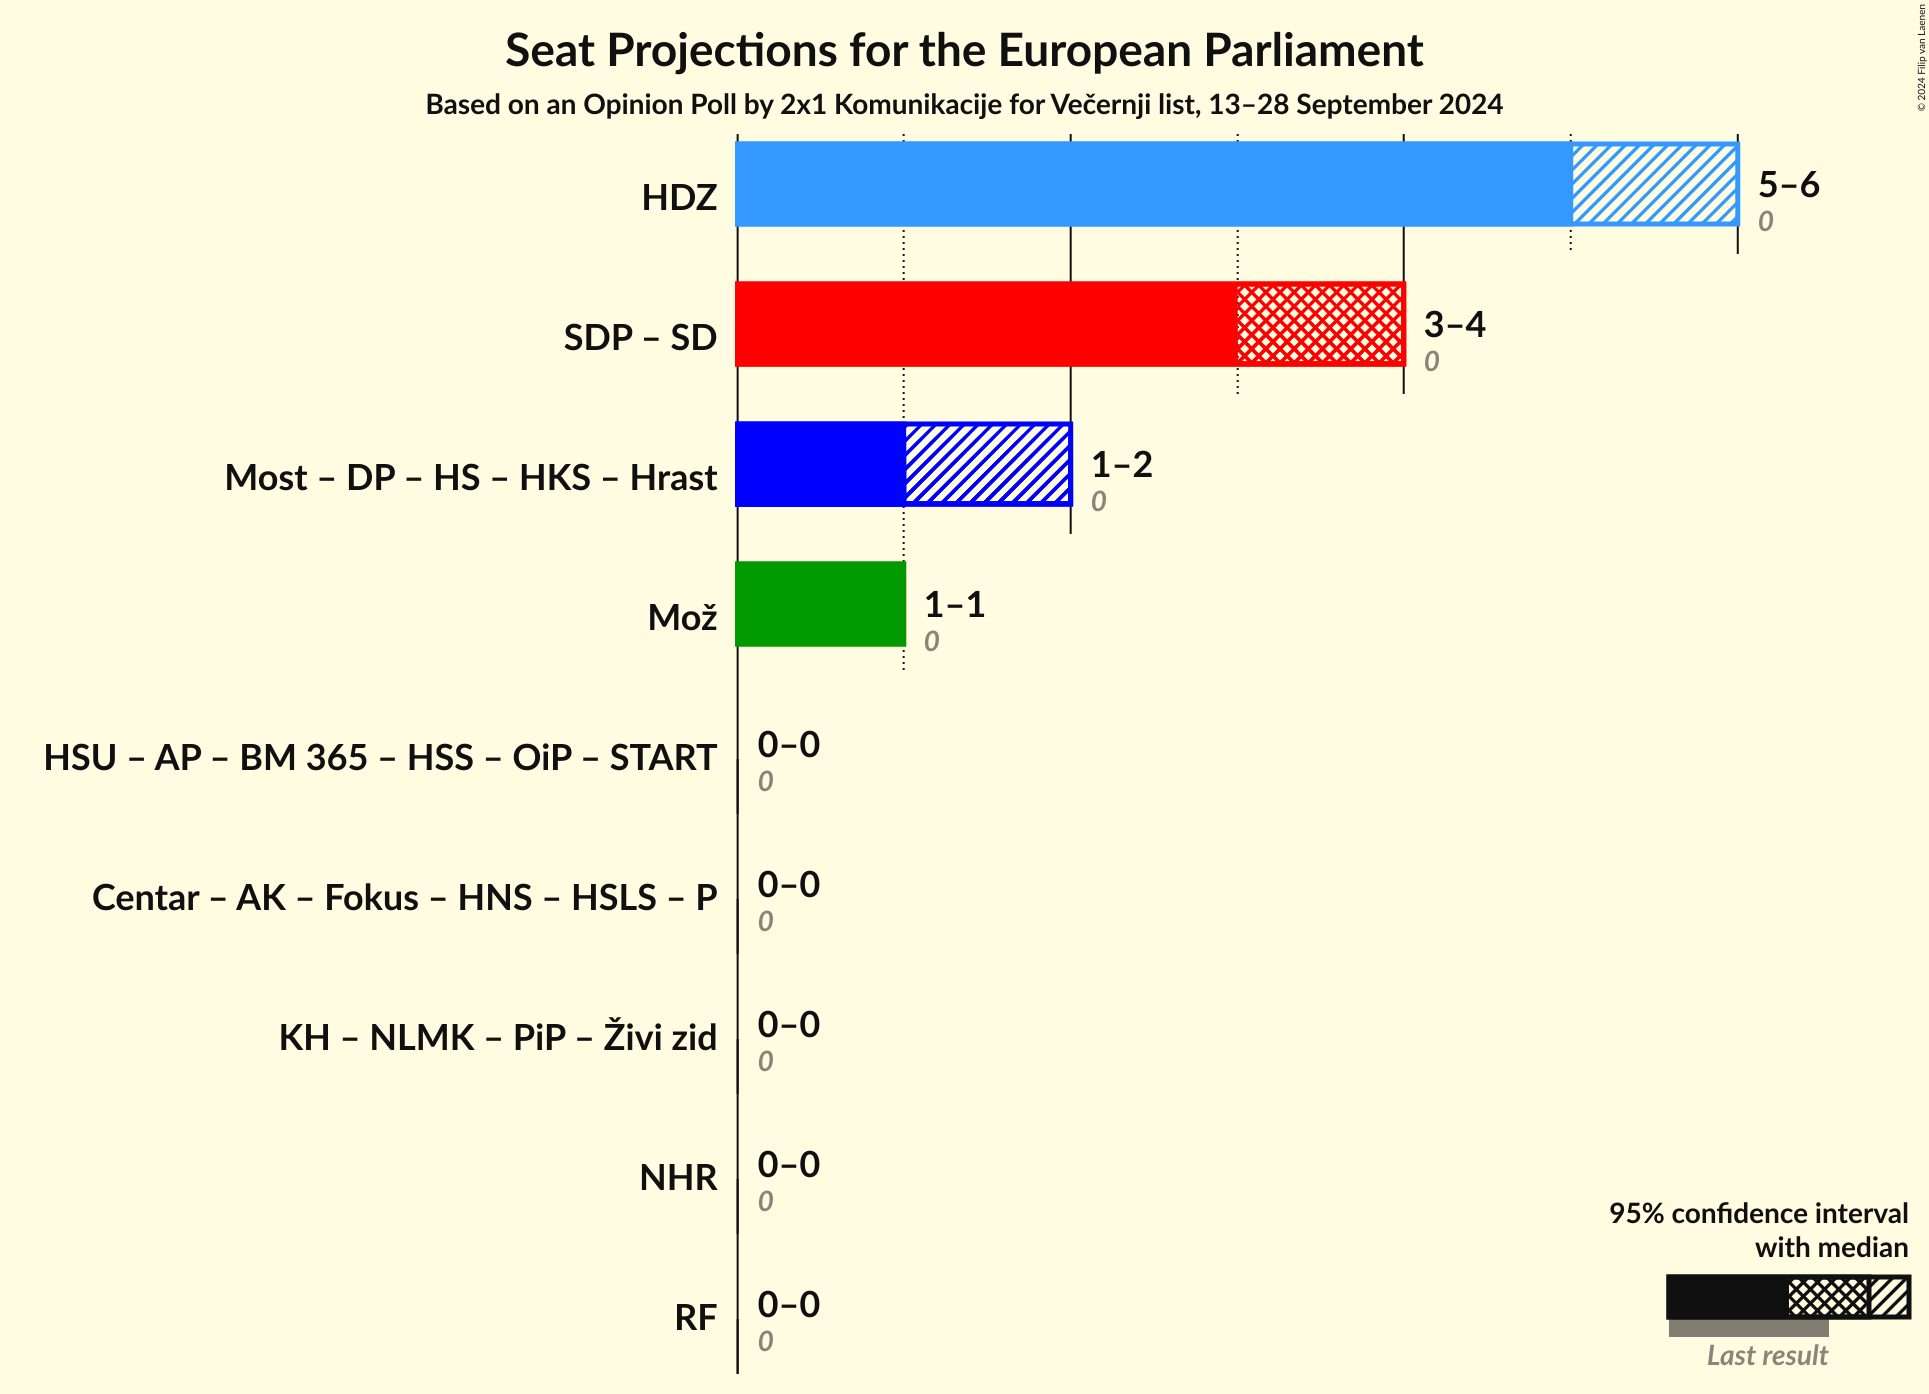 Seat Projections for the European Parliament
Based on an Opinion Poll by 2x1 Komunikacije for Večernji list, 13–28 September 2024
© 2024 Filip van Laenen
HDZ
5–6
0
SDP – SD
3–4
0
Most – DP – HS – HKS – Hrast
1–2
0
Mož
1–1
0
HSU – AP – BM 365 – HSS – OiP – START
0–0
0
Centar – AK – Fokus – HNS – HSLS – P
0–0
0
KH – NLMK – PiP – Živi zid
0–0
0
NHR
0–0
0
RF
0–0
0
95% confidence interval
with median
Last result